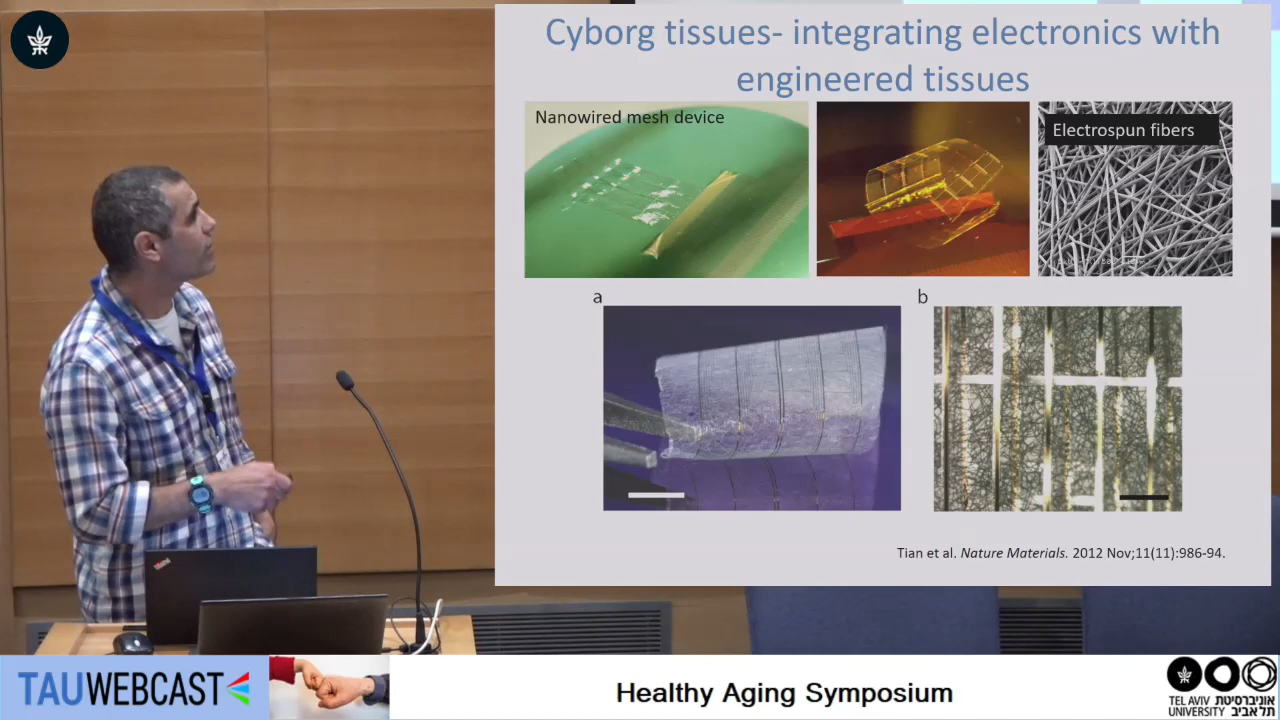 Cyborg tissues- integrating electronics with
engineered tissues
Nanowired mesh device
Electrospun fibers
a
b
Tian et al. Nature Materials. 2012 Nov;11(11):986-94.
TAUWEBCAST
Healthy Aging Symposium
TEL AVIV אוניברסיטת
UNIVERSITY תל אביב